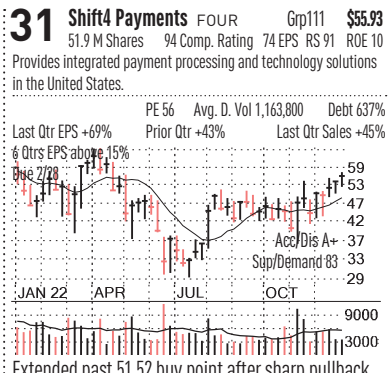 31 Shift4 Payments FOUR Grp111 $55.93
51.9 M Shares 94 Comp. Rating 74 EPS RS 91 ROE 10
Provides integrated payment processing and technology solutions
in the United States.
PE 56 Avg. D. Vol 1,163,800 Debt 637%
Last Qtr EPS +69% Prior Qtr +43% Last Qtr Sales +45%
6 Qtrs EPS above 15%
Due 7/28
59
53
47
42
Acc/Dis A+ 37
Sup/Demand 83 33
29
JAN 22 APR JUL OCT
9000
3000
Extended past 51.52 buy point after sharp pullback